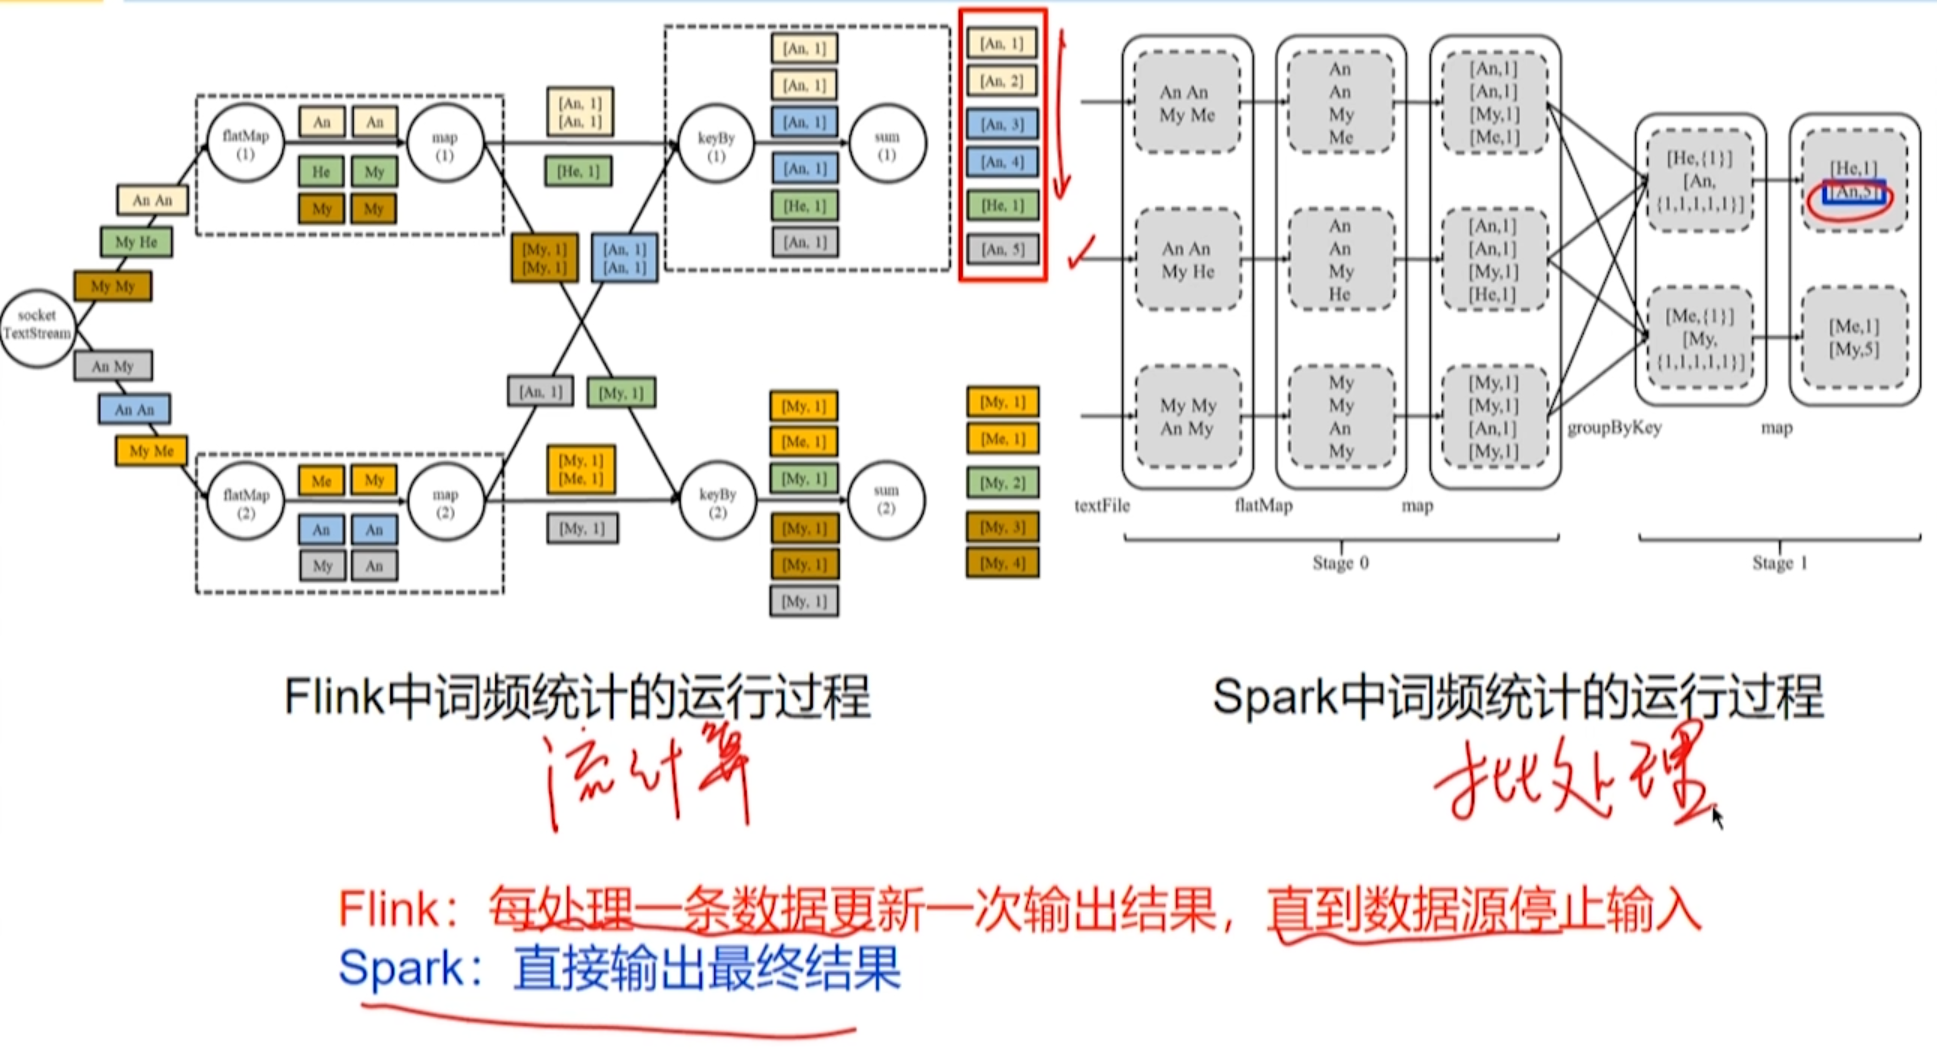 socket
TextStream
An An
My He
My My
An My
An An
My Me
flatMap
(1)
An An
He My
My My
map
(1)
[An, 1]
[An, 1]
[He, 1]
[My, 1]
[My, 1]
[An, 1]
[An, 1]
keyBy
(1)
[An, 1]
[An, 1]
[An, 1]
[An, 1]
[He, 1]
[An, 1]
sum
(1)
[An, 1]
[An, 2]
[An, 3]
[An, 4]
[He, 1]
[An, 5]
flatMap
(2)
Me My
An An
My An
map
(2)
[An, 1]
[My, 1]
[My, 1]
[Me, 1]
[My, 1]
keyBy
(2)
[My, 1]
[Me, 1]
[My, 1]
[My, 1]
[My, 1]
[My, 1]
sum
(2)
[My, 1]
[Me, 1]
[My, 2]
[My, 3]
[My, 4]
An An
My Me
An An
My He
My My
An My
textFile
An
An
My
Me
An
An
My
He
My
My
An
My
flatMap
[An,1]
[An,1]
[My,1]
[Me,1]
[An,1]
[An,1]
[My,1]
[He,1]
[My,1]
[My,1]
[An,1]
[My,1]
map
Stage 0
[He,{1}]
[An,
{1,1,1,1,1}]
[Me,{1}]
[My,
{1,1,1,1,1}]
groupByKey
[He,1]
[An,5]
[Me,1]
[My,5]
map
Stage 1
Flink中词频统计的运行过程
流计算
Spark中词频统计的运行过程
批处理
Flink：每处理一条数据更新一次输出结果，直到数据源停止输入
Spark：直接输出最终结果